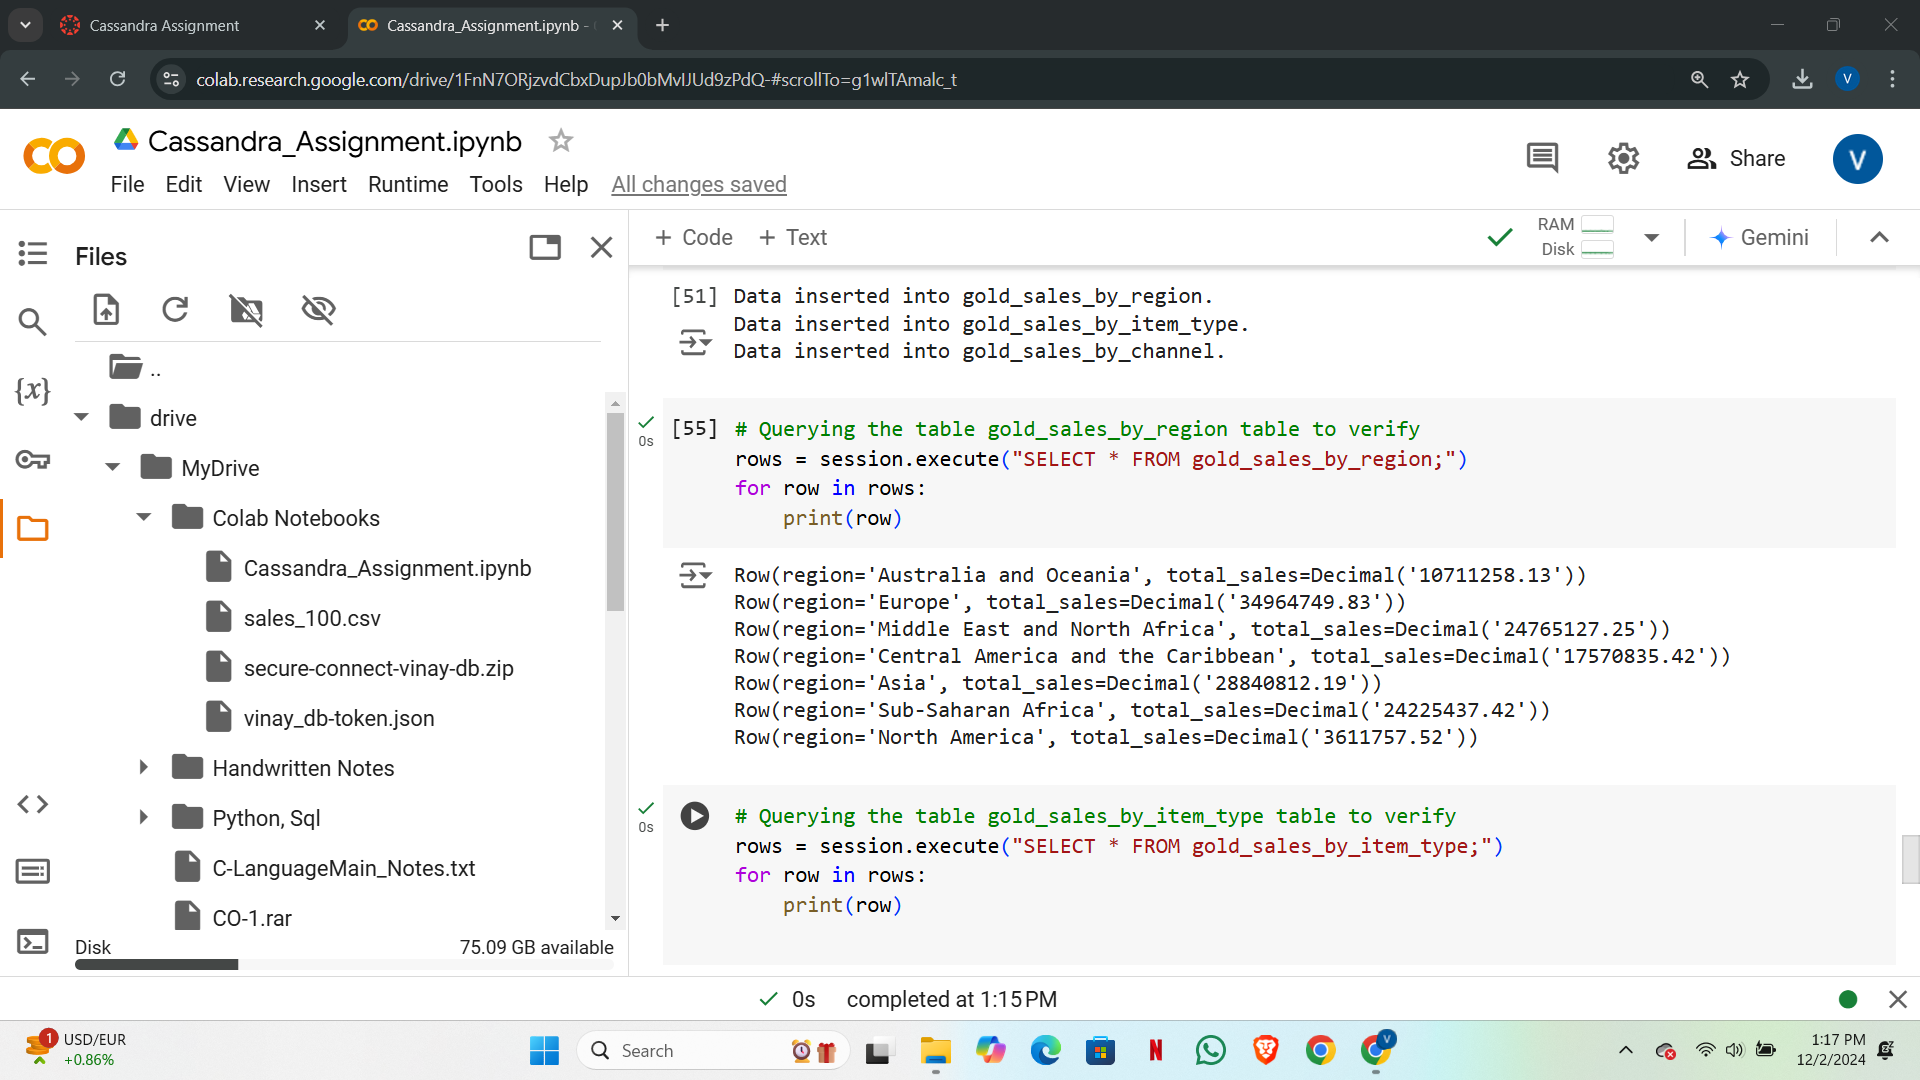 Cassandra Assignment
Cassandra_Assignment.ipynb -
colab.research.google.com/drive/1FnN7ORjzvdCbxDupJb0bMvIJUd9zPdQ-#scrollTo=g1wlTAmalc_t
V
Cassandra_Assignment.ipynb
File Edit View Insert Runtime Tools Help All changes saved
Share
V
Files
+ Code + Text
RAM
Disk
Gemini
..
drive
MyDrive
Colab Notebooks
Cassandra_Assignment.ipynb
sales_100.csv
secure-connect-vinay-db.zip
vinay_db-token.json
Handwritten Notes
Python, Sql
C-LanguageMain_Notes.txt
CO-1.rar
Disk 75.09 GB available
{x}
[51] Data inserted into gold_sales_by_region.
Data inserted into gold_sales_by_item_type.
Data inserted into gold_sales_by_channel.
0s
[55] # Querying the table gold_sales_by_region table to verify
rows = session.execute("SELECT * FROM gold_sales_by_region;")
for row in rows:
    print(row)
Row(region='Australia and Oceania', total_sales=Decimal('10711258.13'))
Row(region='Europe', total_sales=Decimal('34964749.83'))
Row(region='Middle East and North Africa', total_sales=Decimal('24765127.25'))
Row(region='Central America and the Caribbean', total_sales=Decimal('17570835.42'))
Row(region='Asia', total_sales=Decimal('28840812.19'))
Row(region='Sub-Saharan Africa', total_sales=Decimal('24225437.42'))
Row(region='North America', total_sales=Decimal('3611757.52'))
0s
# Querying the table gold_sales_by_item_type table to verify
rows = session.execute("SELECT * FROM gold_sales_by_item_type;")
for row in rows:
    print(row)
0s completed at 1:15 PM
1
USD/EUR
+0.86%
Search
N
V
1:17 PM
12/2/2024